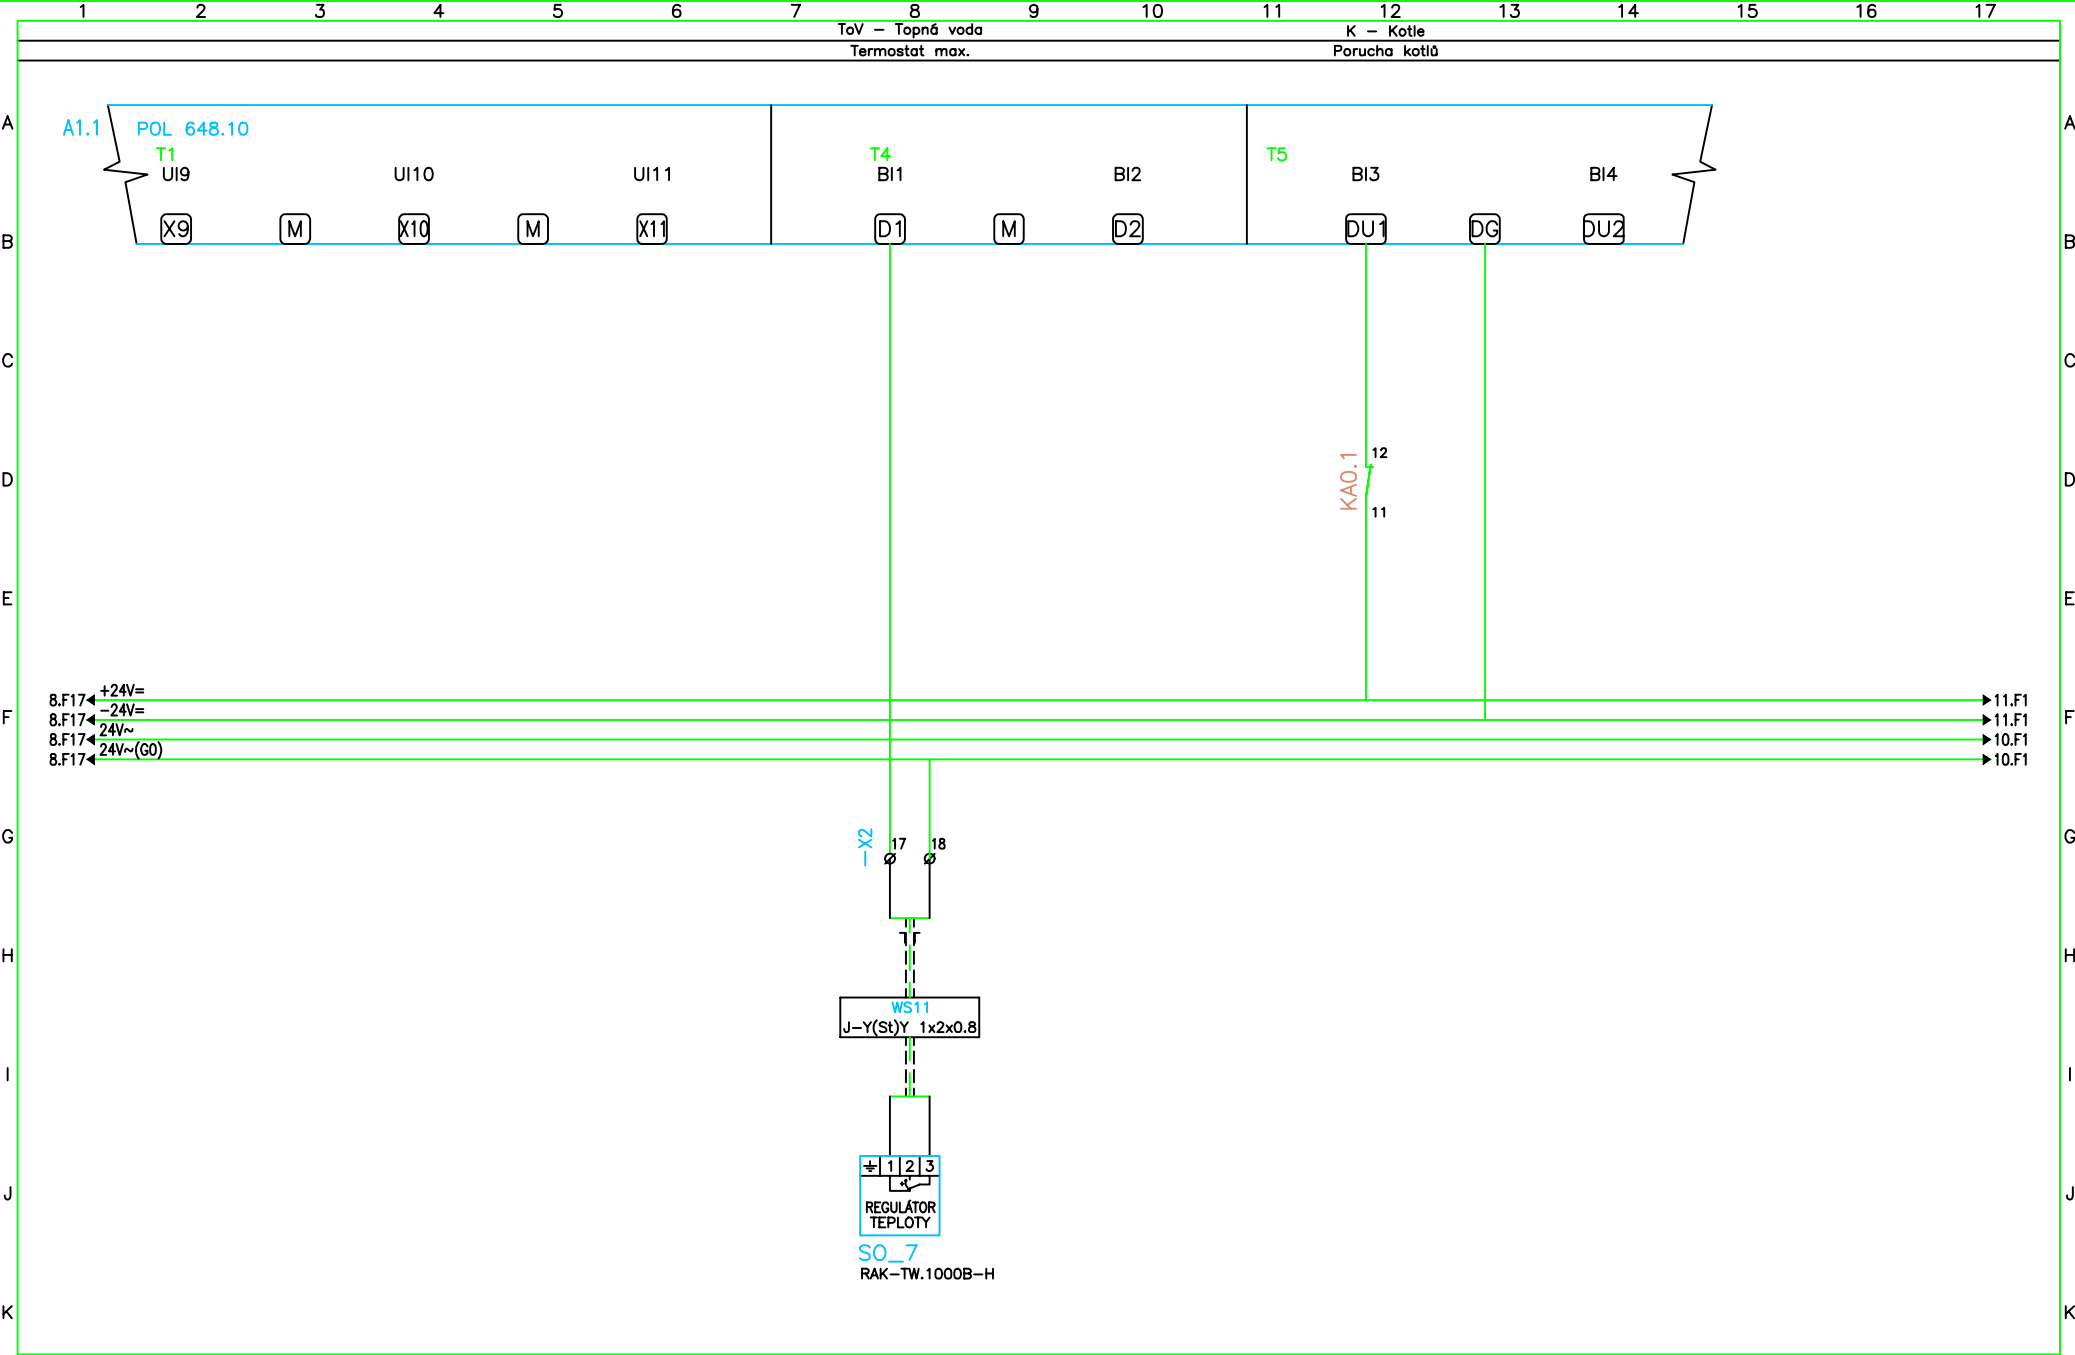 1 2 3 4 5 6 7 8 9 10 11 12 13 14 15 16 17
ToV – Topná voda K – Kotle
Termostat max. Porucha kotlů
A A
A1.1 POL 648.10
T1 T4 T5
UI9 UI10 UI11 BI1 BI2 BI3 BI4
X9 M X10 M X11 D1 M D2 DU1 DG DU2
B B
C C
12
D KA0.1 D
11
E E
+24V=
8.F17 11.F1
-24V=
F 8.F17 11.F1 F
24V~
8.F17 10.F1
24V~(G0)
8.F17 10.F1
G -X2 17 18 G
H H
WS11
J-Y(St)Y 1x2x0.8
I I
1 2 3
J J
REGULÁTOR
TEPLOTY
SO_7
RAK-TW.1000B-H
K K